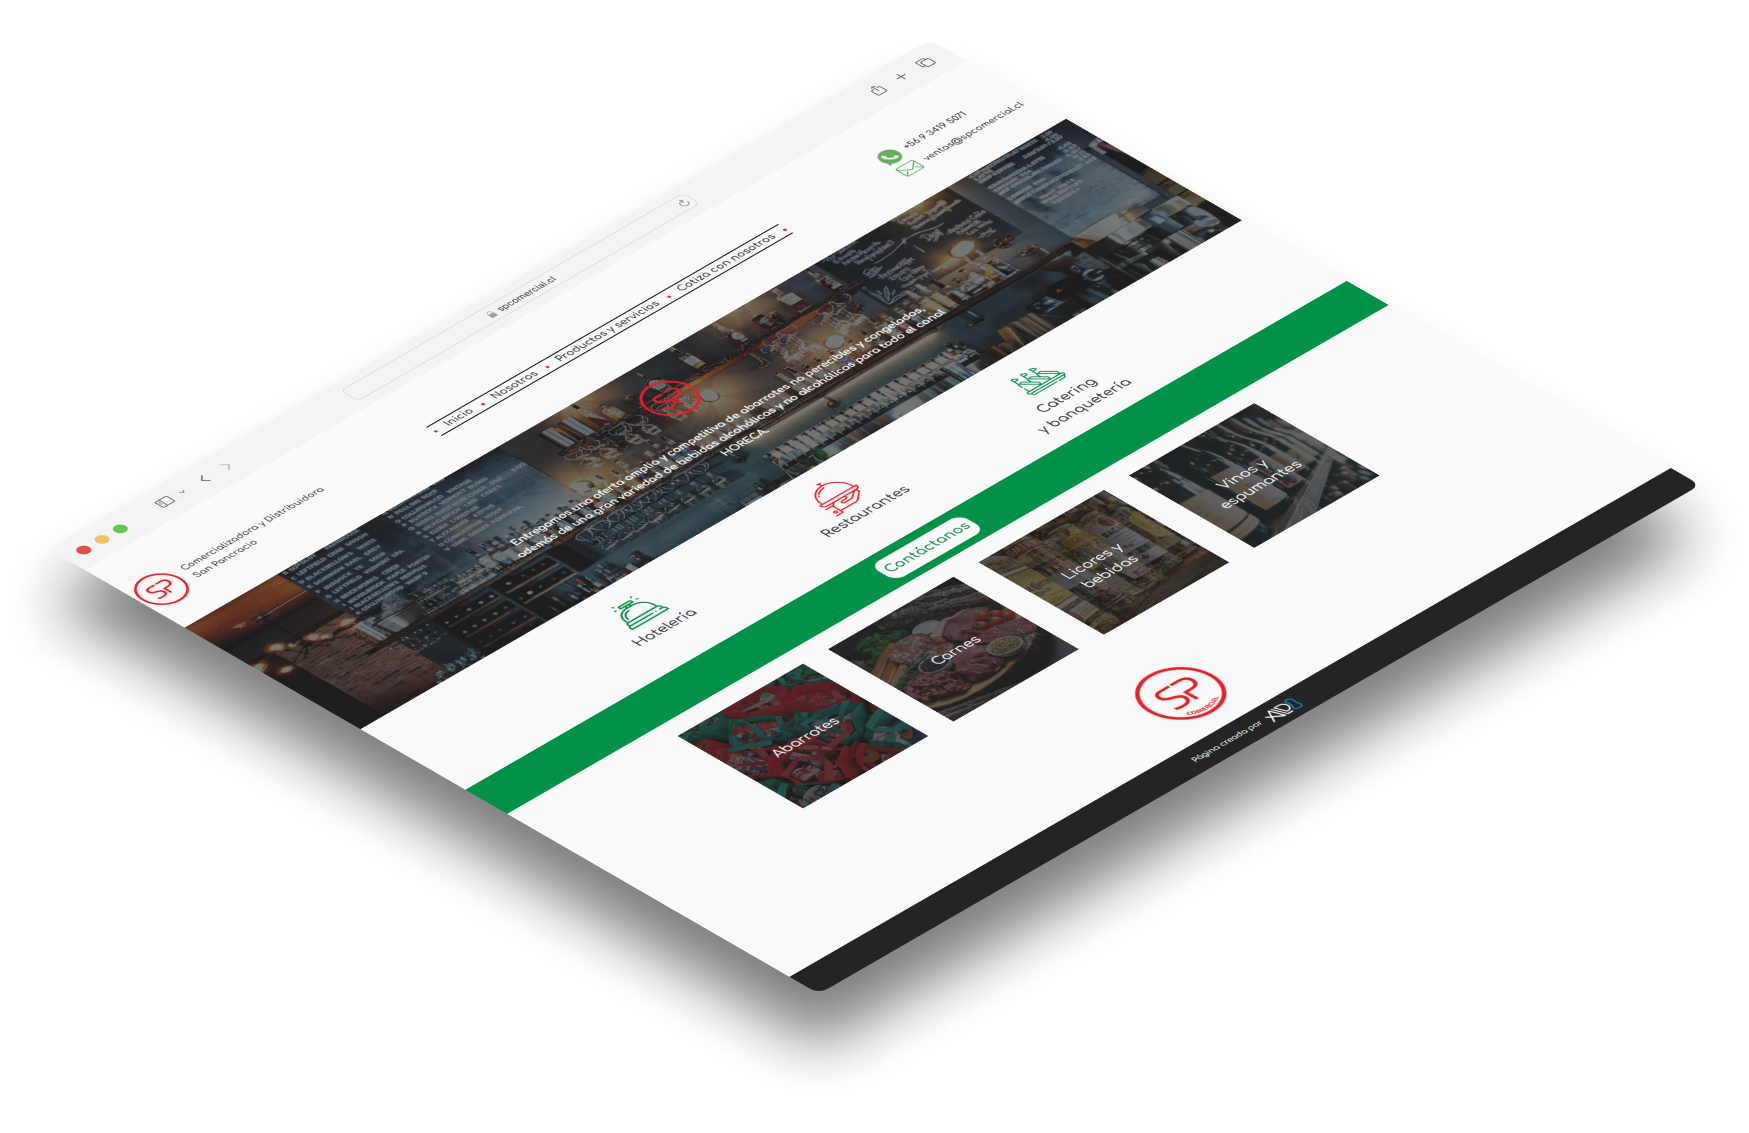 spcomercial.cl
SP
Comercializadora y Distribuidora
San Pancracio
Inicio • Nosotros • Productos y servicios • Cotiza con nosotros
+56 9 3419 5071
ventas@spcomercial.cl
SP
Entregamos una oferta amplia y competitiva de abarrotes no perecibles y congelados,
además de una gran variedad de bebidas alcohólicas y no alcohólicas para todo el canal
HORECA.
Hotelería
Restaurantes
Catering
y banquetería
Contáctanos
Abarrotes
Carnes
Licores y
bebidas
Vinos y
espumantes
SP
COMERCIAL
Página creada por